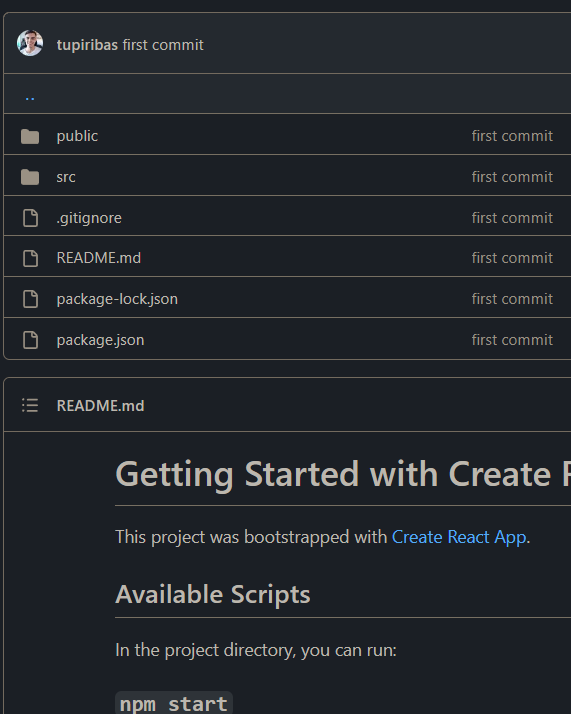 tupiribas first commit
..
public first commit
src first commit
.gitignore first commit
README.md first commit
package-lock.json first commit
package.json first commit
README.md
Getting Started with Create
This project was bootstrapped with Create React App.
Available Scripts
In the project directory, you can run:
npm start